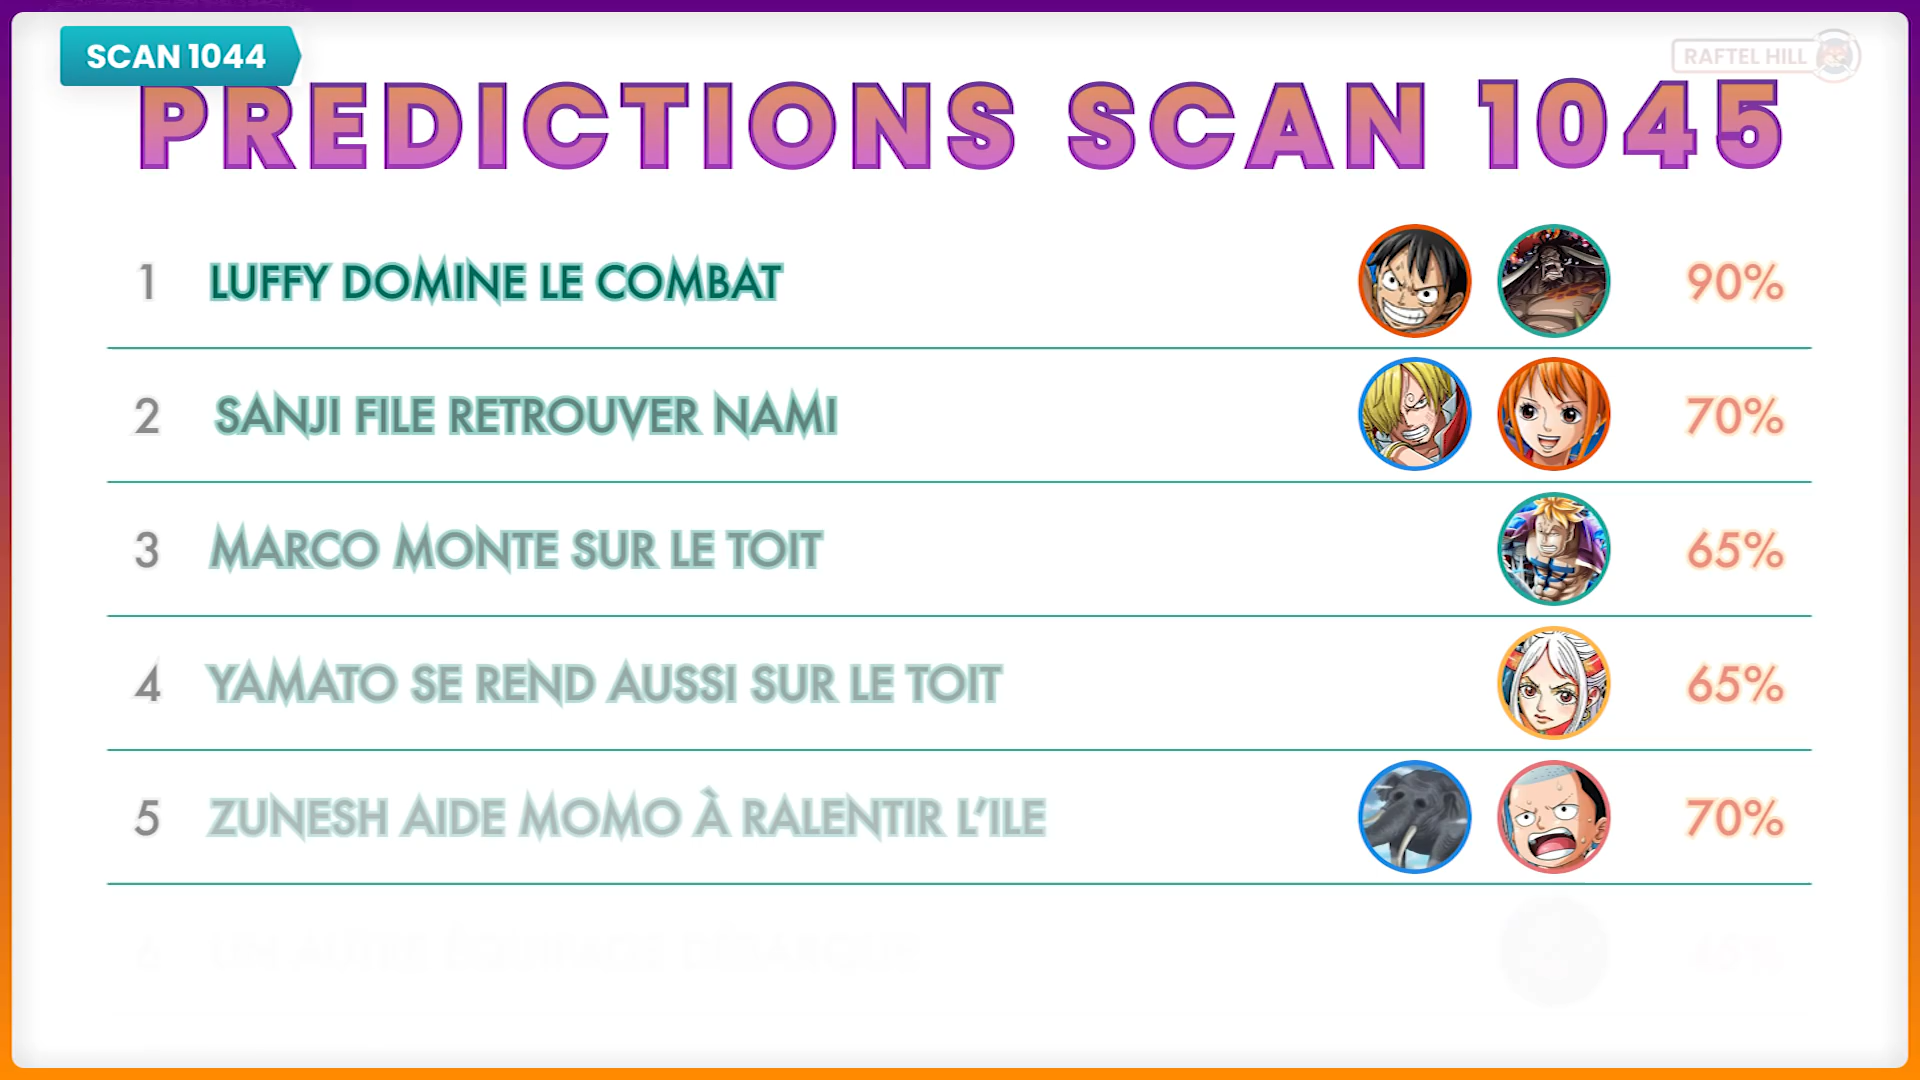 SCAN 1044
RAFTEL HILL
PREDICTIONS SCAN 1045
1 LUFFY DOMINE LE COMBAT 90%
2 SANJI FILE RETROUVER NAMI 70%
3 MARCO MONTE SUR LE TOIT 65%
4 YAMATO SE REND AUSSI SUR LE TOIT 65%
5 ZUNESH AIDE MOMO À RALENTIR L'ILE 70%
6